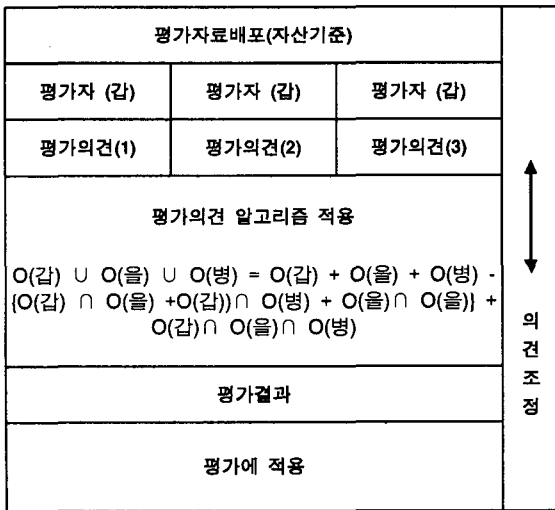 평가자료배포(자산기준)
평가자 (갑) 평가자 (갑) 평가자 (갑)
평가의견(1) 평가의견(2) 평가의견(3)
평가의견 알고리즘 적용
O(갑) ∪ O(을) ∪ O(병) = O(갑) + O(을) + O(병) -
{O(갑) ∩ O(을) +O(갑))∩ O(병) + O(을)∩ O(을)} +
O(갑)∩ O(을)∩ O(병)
평가결과
평가에 적용
의
견
조
정